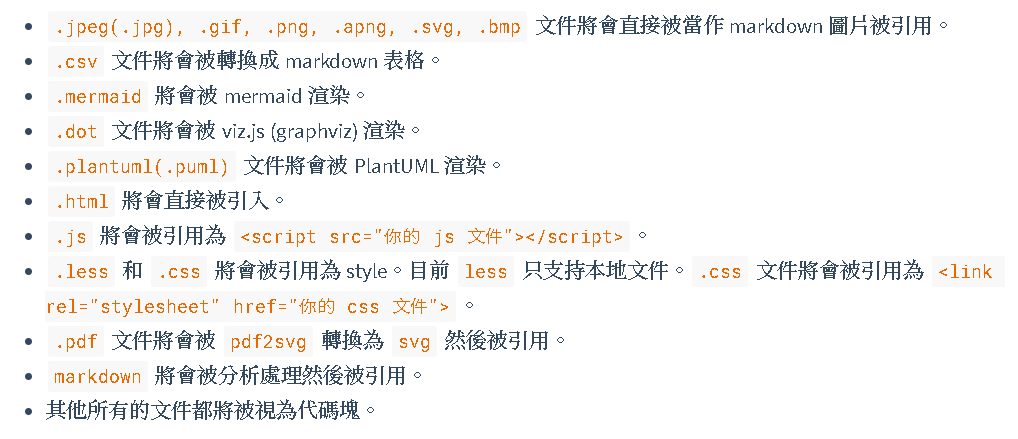 .jpeg(.jpg), .gif, .png, .apng, .svg, .bmp 文件將會直接被當作 markdown 圖片被引用。
.csv 文件將會被轉換成 markdown 表格。
.mermaid 將會被 mermaid 渲染。
.dot 文件將會被 viz.js (graphviz) 渲染。
.plantuml(.puml) 文件將會被 PlantUML 渲染。
.html 將會直接被引入。
.js 將會被引用為 <script src="你的 js 文件"></script> 。
.less 和 .css 將會被引用為 style。目前 less 只支持本地文件。.css 文件將會被引用為 <link
rel="stylesheet" href="你的 css 文件"> 。
.pdf 文件將會被 pdf2svg 轉換為 svg 然後被引用。
markdown 將會被分析處理然後被引用。
其他所有的文件都將被視為代碼塊。